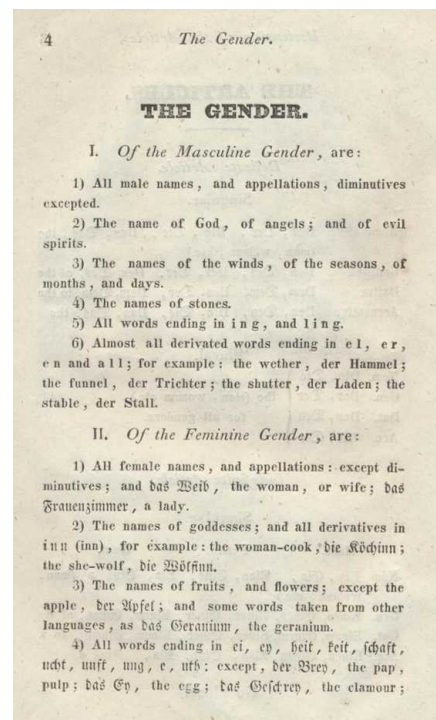 4 The Gender.
THE GENDER.
I. Of the Masculine Gender, are:
1) All male names, and appellations, diminutives
excepted.
2) The name of God, of angels; and of evil
spirits.
3) The names of the winds, of the seasons, of
months, and days.
4) The names of stones.
5) All words ending in ing, and ling.
6) Almost all derivated words ending in el, er,
en and all; for example: the wether, der Hammel;
the funnel, der Trichter; the shutter, der Laden; the
stable, der Stall.
II. Of the Feminine Gender, are:
1) All female names, and appellations: except di-
minutives; and das Weib, the woman, or wife; das
Frauenzimmer, a lady.
2) The names of goddesses; and all derivatives in
inn (inn), for example: the woman-cook, die Köchinn;
the she-wolf, die Wölfinn.
3) The names of fruits, and flowers; except the
apple, der Apfel; and some words taken from other
languages, as das Geranium, the geranium.
4) All words ending in ei, ey, heit, keit, schaft,
ucht, unft, ung, e, uth: except, der Brey, the pap,
pulp; das Ey, the egg; das Geschrey, the clamour;